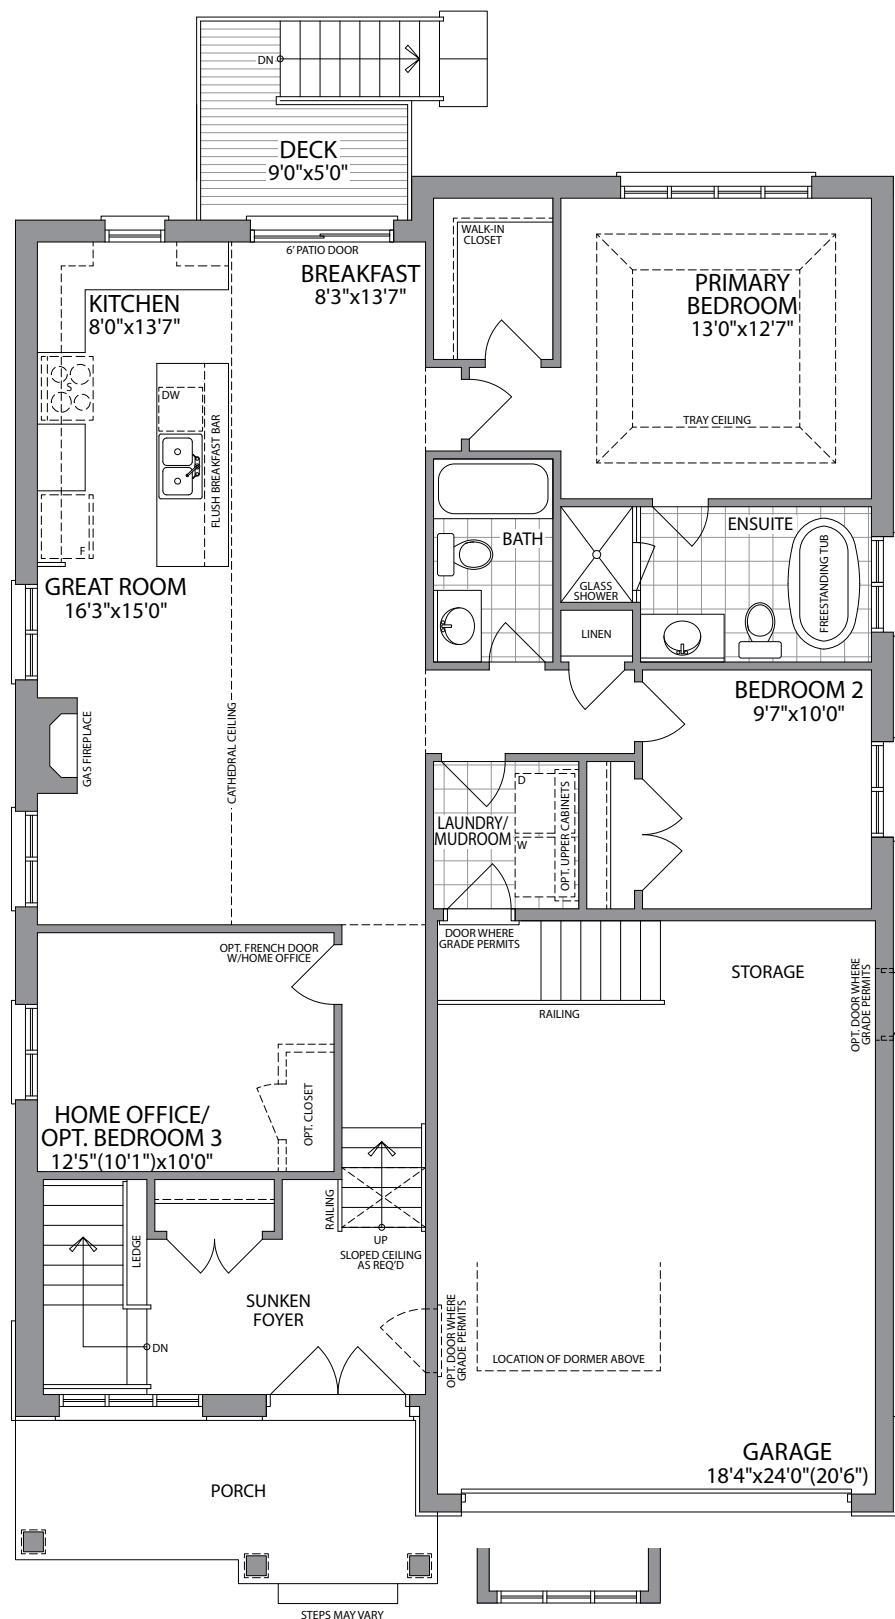 DN
DECK
9'0"x5'0"
6' PATIO DOOR
WALK-IN
CLOSET
KITCHEN
8'0"x13'7"
BREAKFAST
8'3"x13'7"
PRIMARY
BEDROOM
13'0"x12'7"
TRAY CEILING
S
DW
FLUSH BREAKFAST BAR
F
BATH
ENSUITE
GLASS
SHOWER
FREESTANDING TUB
LINEN
GREAT ROOM
16'3"x15'0"
GAS FIREPLACE
CATHEDRAL CEILING
BEDROOM 2
9'7"x10'0"
LAUNDRY/
MUDROOM
D
W
OPT. UPPER CABINETS
DOOR WHERE
GRADE PERMITS
RAILING
STORAGE
OPT. DOOR WHERE
GRADE PERMITS
OPT. FRENCH DOOR
W/HOME OFFICE
HOME OFFICE/
OPT. BEDROOM 3
12'5"(10'1")x10'0"
OPT. CLOSET
RAILING
UP
SLOPED CEILING
AS REQ'D
LEDGE
DN
SUNKEN
FOYER
OPT. DOOR WHERE
GRADE PERMITS
LOCATION OF DORMER ABOVE
GARAGE
18'4"x24'0"(20'6")
PORCH
STEPS MAY VARY